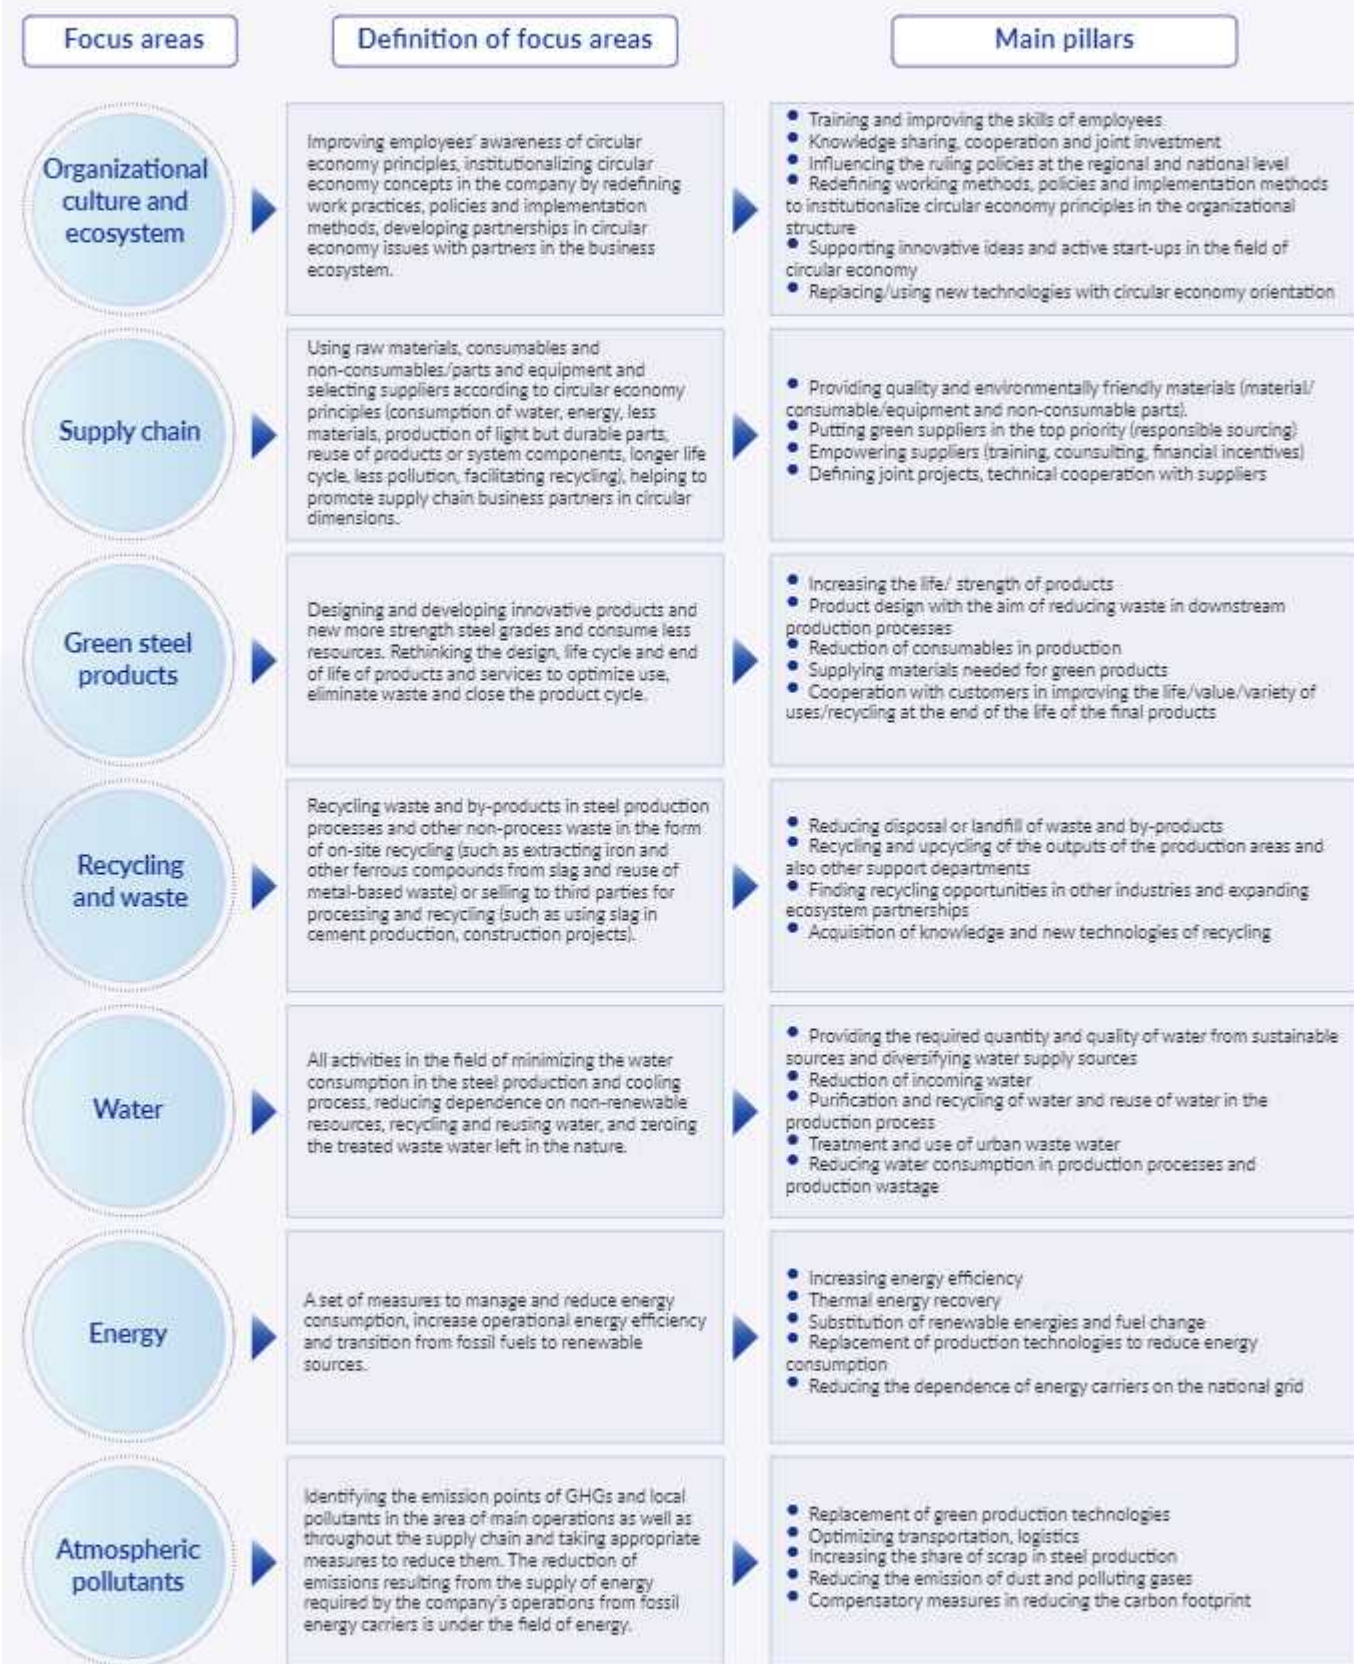 Focus areas
Definition of focus areas
Main pillars
Organizational
culture and
ecosystem
Improving employees' awareness of circular
economy principles, institutionalizing circular
economy concepts in the company by redefining
work practices, policies and implementation
methods, developing partnerships in circular
economy issues with partners in the business
ecosystem.
• Training and improving the skills of employees
• Knowledge sharing, cooperation and joint investment
• Influencing the ruling policies at the regional and national level
• Redefining working methods, policies and implementation methods
to institutionalize circular economy principles in the organizational
structure
• Supporting innovative ideas and active start-ups in the field of
circular economy
• Replacing/using new technologies with circular economy orientation
Supply chain
Using raw materials, consumables and
non-consumables/parts and equipment and
selecting suppliers according to circular economy
principles (consumption of water, energy, less
materials, production of light but durable parts,
reuse of products or system components, longer life
cycle, less pollution, facilitating recycling), helping to
promote supply chain business partners in circular
dimensions.
• Providing quality and environmentally friendly materials (material/
consumable/equipment and non-consumable parts).
• Putting green suppliers in the top priority (responsible sourcing)
• Empowering suppliers (training, counsulting, financial incentives)
• Defining joint projects, technical cooperation with suppliers
Green steel
products
Designing and developing innovative products and
new more strength steel grades and consume less
resources. Rethinking the design, life cycle and end
of life of products and services to optimize use,
eliminate waste and close the product cycle.
• Increasing the life/ strength of products
• Product design with the aim of reducing waste in downstream
production processes
• Reduction of consumables in production
• Supplying materials needed for green products
• Cooperation with customers in improving the life/value/variety of
uses/recycling at the end of the life of the final products
Recycling
and waste
Recycling waste and by-products in steel production
processes and other non-process waste in the form
of on-site recycling (such as extracting iron and
other ferrous compounds from slag and reuse of
metal-based waste) or selling to third parties for
processing and recycling (such as using slag in
cement production, construction projects).
• Reducing disposal or landfill of waste and by-products
• Recycling and upcycling of the outputs of the production areas and
also other support departments
• Finding recycling opportunities in other industries and expanding
ecosystem partnerships
• Acquisition of knowledge and new technologies of recycling
Water
All activities in the field of minimizing the water
consumption in the steel production and cooling
process, reducing dependence on non-renewable
resources, recycling and reusing water, and zeroing
the treated waste water left in the nature.
• Providing the required quantity and quality of water from sustainable
sources and diversifying water supply sources
• Reduction of incoming water
• Purification and recycling of water and reuse of water in the
production process
• Treatment and use of urban waste water
• Reducing water consumption in production processes and
production wastage
Energy
A set of measures to manage and reduce energy
consumption, increase operational energy efficiency
and transition from fossil fuels to renewable
sources.
• Increasing energy efficiency
• Thermal energy recovery
• Substitution of renewable energies and fuel change
• Replacement of production technologies to reduce energy
consumption
• Reducing the dependence of energy carriers on the national grid
Atmospheric
pollutants
Identifying the emission points of GHGs and local
pollutants in the area of main operations as well as
throughout the supply chain and taking appropriate
measures to reduce them. The reduction of
emissions resulting from the supply of energy
required by the company's operations from fossil
energy carriers is under the field of energy.
• Replacement of green production technologies
• Optimizing transportation, logistics
• Increasing the share of scrap in steel production
• Reducing the emission of dust and polluting gases
• Compensatory measures in reducing the carbon footprint